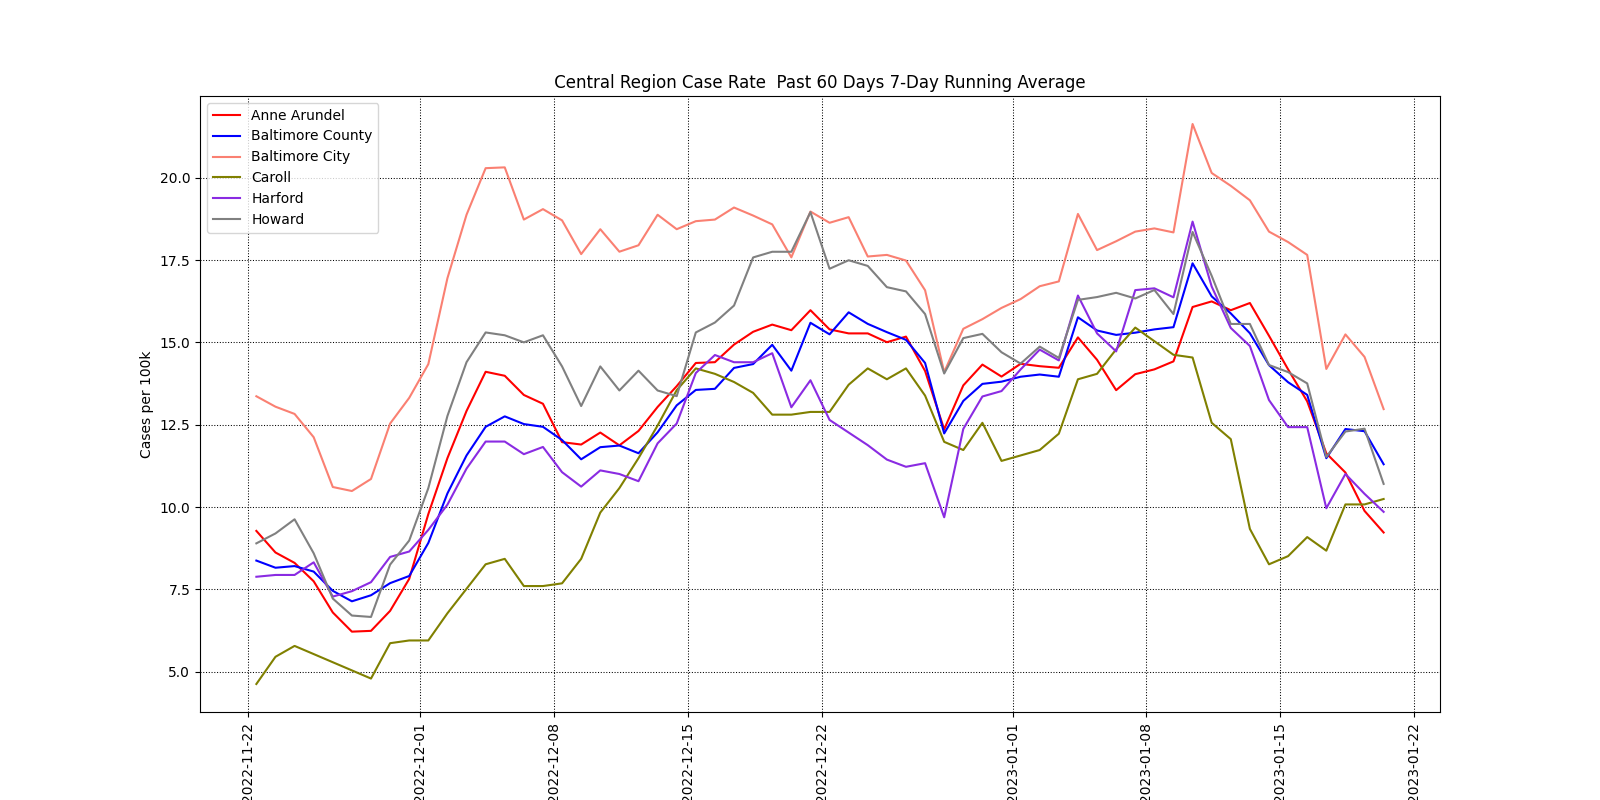 Central Region Case Rate  Past 60 Days 7-Day Running Average
Anne Arundel
Baltimore County
Baltimore City
Caroll
Harford
Howard
Cases per 100k
20.0
17.5
15.0
12.5
10.0
7.5
5.0
2022-11-22
2022-12-01
2022-12-08
2022-12-15
2022-12-22
2023-01-01
2023-01-08
2023-01-15
2023-01-22